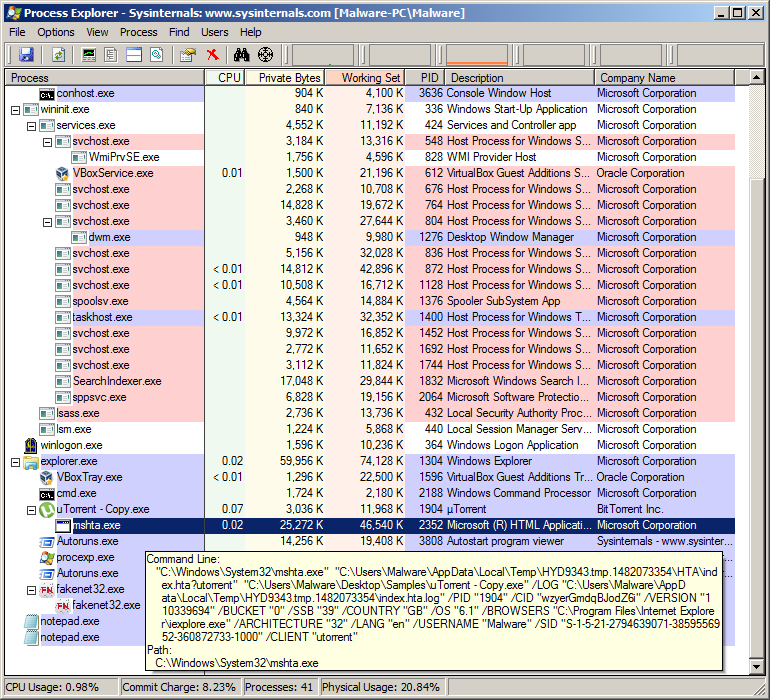 Process Explorer - Sysinternals: www.sysinternals.com [Malware-PC\Malware]
File Options View Process Find Users Help
Process CPU Private Bytes Working Set PID Description Company Name
conhost.exe 904 K 4,100 K 3636 Console Window Host Microsoft Corporation
wininit.exe 840 K 7,136 K 336 Windows Start-Up Application Microsoft Corporation
services.exe 4,552 K 11,192 K 424 Services and Controller app Microsoft Corporation
svchost.exe 3,184 K 13,316 K 548 Host Process for Windows S... Microsoft Corporation
WmiPrvSE.exe 1,756 K 4,596 K 828 WMI Provider Host Microsoft Corporation
VBoxService.exe 0.01 1,500 K 21,196 K 612 VirtualBox Guest Additions S... Oracle Corporation
svchost.exe 2,268 K 10,708 K 676 Host Process for Windows S... Microsoft Corporation
svchost.exe 14,828 K 19,672 K 764 Host Process for Windows S... Microsoft Corporation
svchost.exe 3,460 K 27,644 K 804 Host Process for Windows S... Microsoft Corporation
dwm.exe 948 K 9,980 K 1276 Desktop Window Manager Microsoft Corporation
svchost.exe 5,156 K 32,028 K 836 Host Process for Windows S... Microsoft Corporation
svchost.exe < 0.01 14,812 K 42,896 K 872 Host Process for Windows S... Microsoft Corporation
svchost.exe < 0.01 10,508 K 16,712 K 1128 Host Process for Windows S... Microsoft Corporation
spoolsv.exe 4,564 K 14,884 K 1376 Spooler SubSystem App Microsoft Corporation
taskhost.exe < 0.01 13,324 K 32,352 K 1400 Host Process for Windows T... Microsoft Corporation
svchost.exe 9,972 K 16,852 K 1452 Host Process for Windows S... Microsoft Corporation
svchost.exe 2,772 K 11,652 K 1692 Host Process for Windows S... Microsoft Corporation
svchost.exe 3,112 K 11,824 K 1744 Host Process for Windows S... Microsoft Corporation
SearchIndexer.exe 17,048 K 29,844 K 1832 Microsoft Windows Search I... Microsoft Corporation
sppsvc.exe 6,828 K 19,156 K 2064 Microsoft Software Protectio... Microsoft Corporation
lsass.exe 2,736 K 13,736 K 432 Local Security Authority Proc... Microsoft Corporation
lsm.exe 1,224 K 5,868 K 440 Local Session Manager Serv... Microsoft Corporation
winlogon.exe 1,596 K 10,236 K 364 Windows Logon Application Microsoft Corporation
explorer.exe 0.02 59,956 K 74,128 K 1304 Windows Explorer Microsoft Corporation
VBoxTray.exe < 0.01 1,296 K 22,500 K 1596 VirtualBox Guest Additions Tr... Oracle Corporation
cmd.exe 1,724 K 2,180 K 2188 Windows Command Processor Microsoft Corporation
uTorrent - Copy.exe 0.07 3,036 K 11,968 K 1904 µTorrent BitTorrent Inc.
mshta.exe 0.02 25,272 K 46,540 K 2352 Microsoft (R) HTML Applicati... Microsoft Corporation
Autoruns.exe 14,256 K 19,408 K 3808 Autostart program viewer Sysinternals - www.sysinter...
procexp.exe
Autoruns.exe
fakenet32.exe
fakenet32.exe
notepad.exe
notepad.exe
Command Line:
"C:\Windows\System32\mshta.exe" "C:\Users\Malware\AppData\Local\Temp\HYD9343.tmp.1482073354\HTA\ind
ex.hta?utorrent" "C:\Users\Malware\Desktop\Samples\uTorrent - Copy.exe" /LOG "C:\Users\Malware\AppD
ata\Local\Temp\HYD9343.tmp.1482073354\index.hta.log" /PID "1904" /CID "wzyerGmdqBJodZ6i" /VERSION "1
10339694" /BUCKET "0" /SSB "39" /COUNTRY "GB" /OS "6.1" /BROWSERS "C:\Program Files\Internet Explore
r\iexplore.exe" /ARCHITECTURE "32" /LANG "en" /USERNAME "Malware" /SID "S-1-5-21-2794639071-38595569
52-360872733-1000" /CLIENT "utorrent"
Path:
C:\Windows\System32\mshta.exe
CPU Usage: 0.98% Commit Charge: 8.23% Processes: 41 Physical Usage: 20.84%